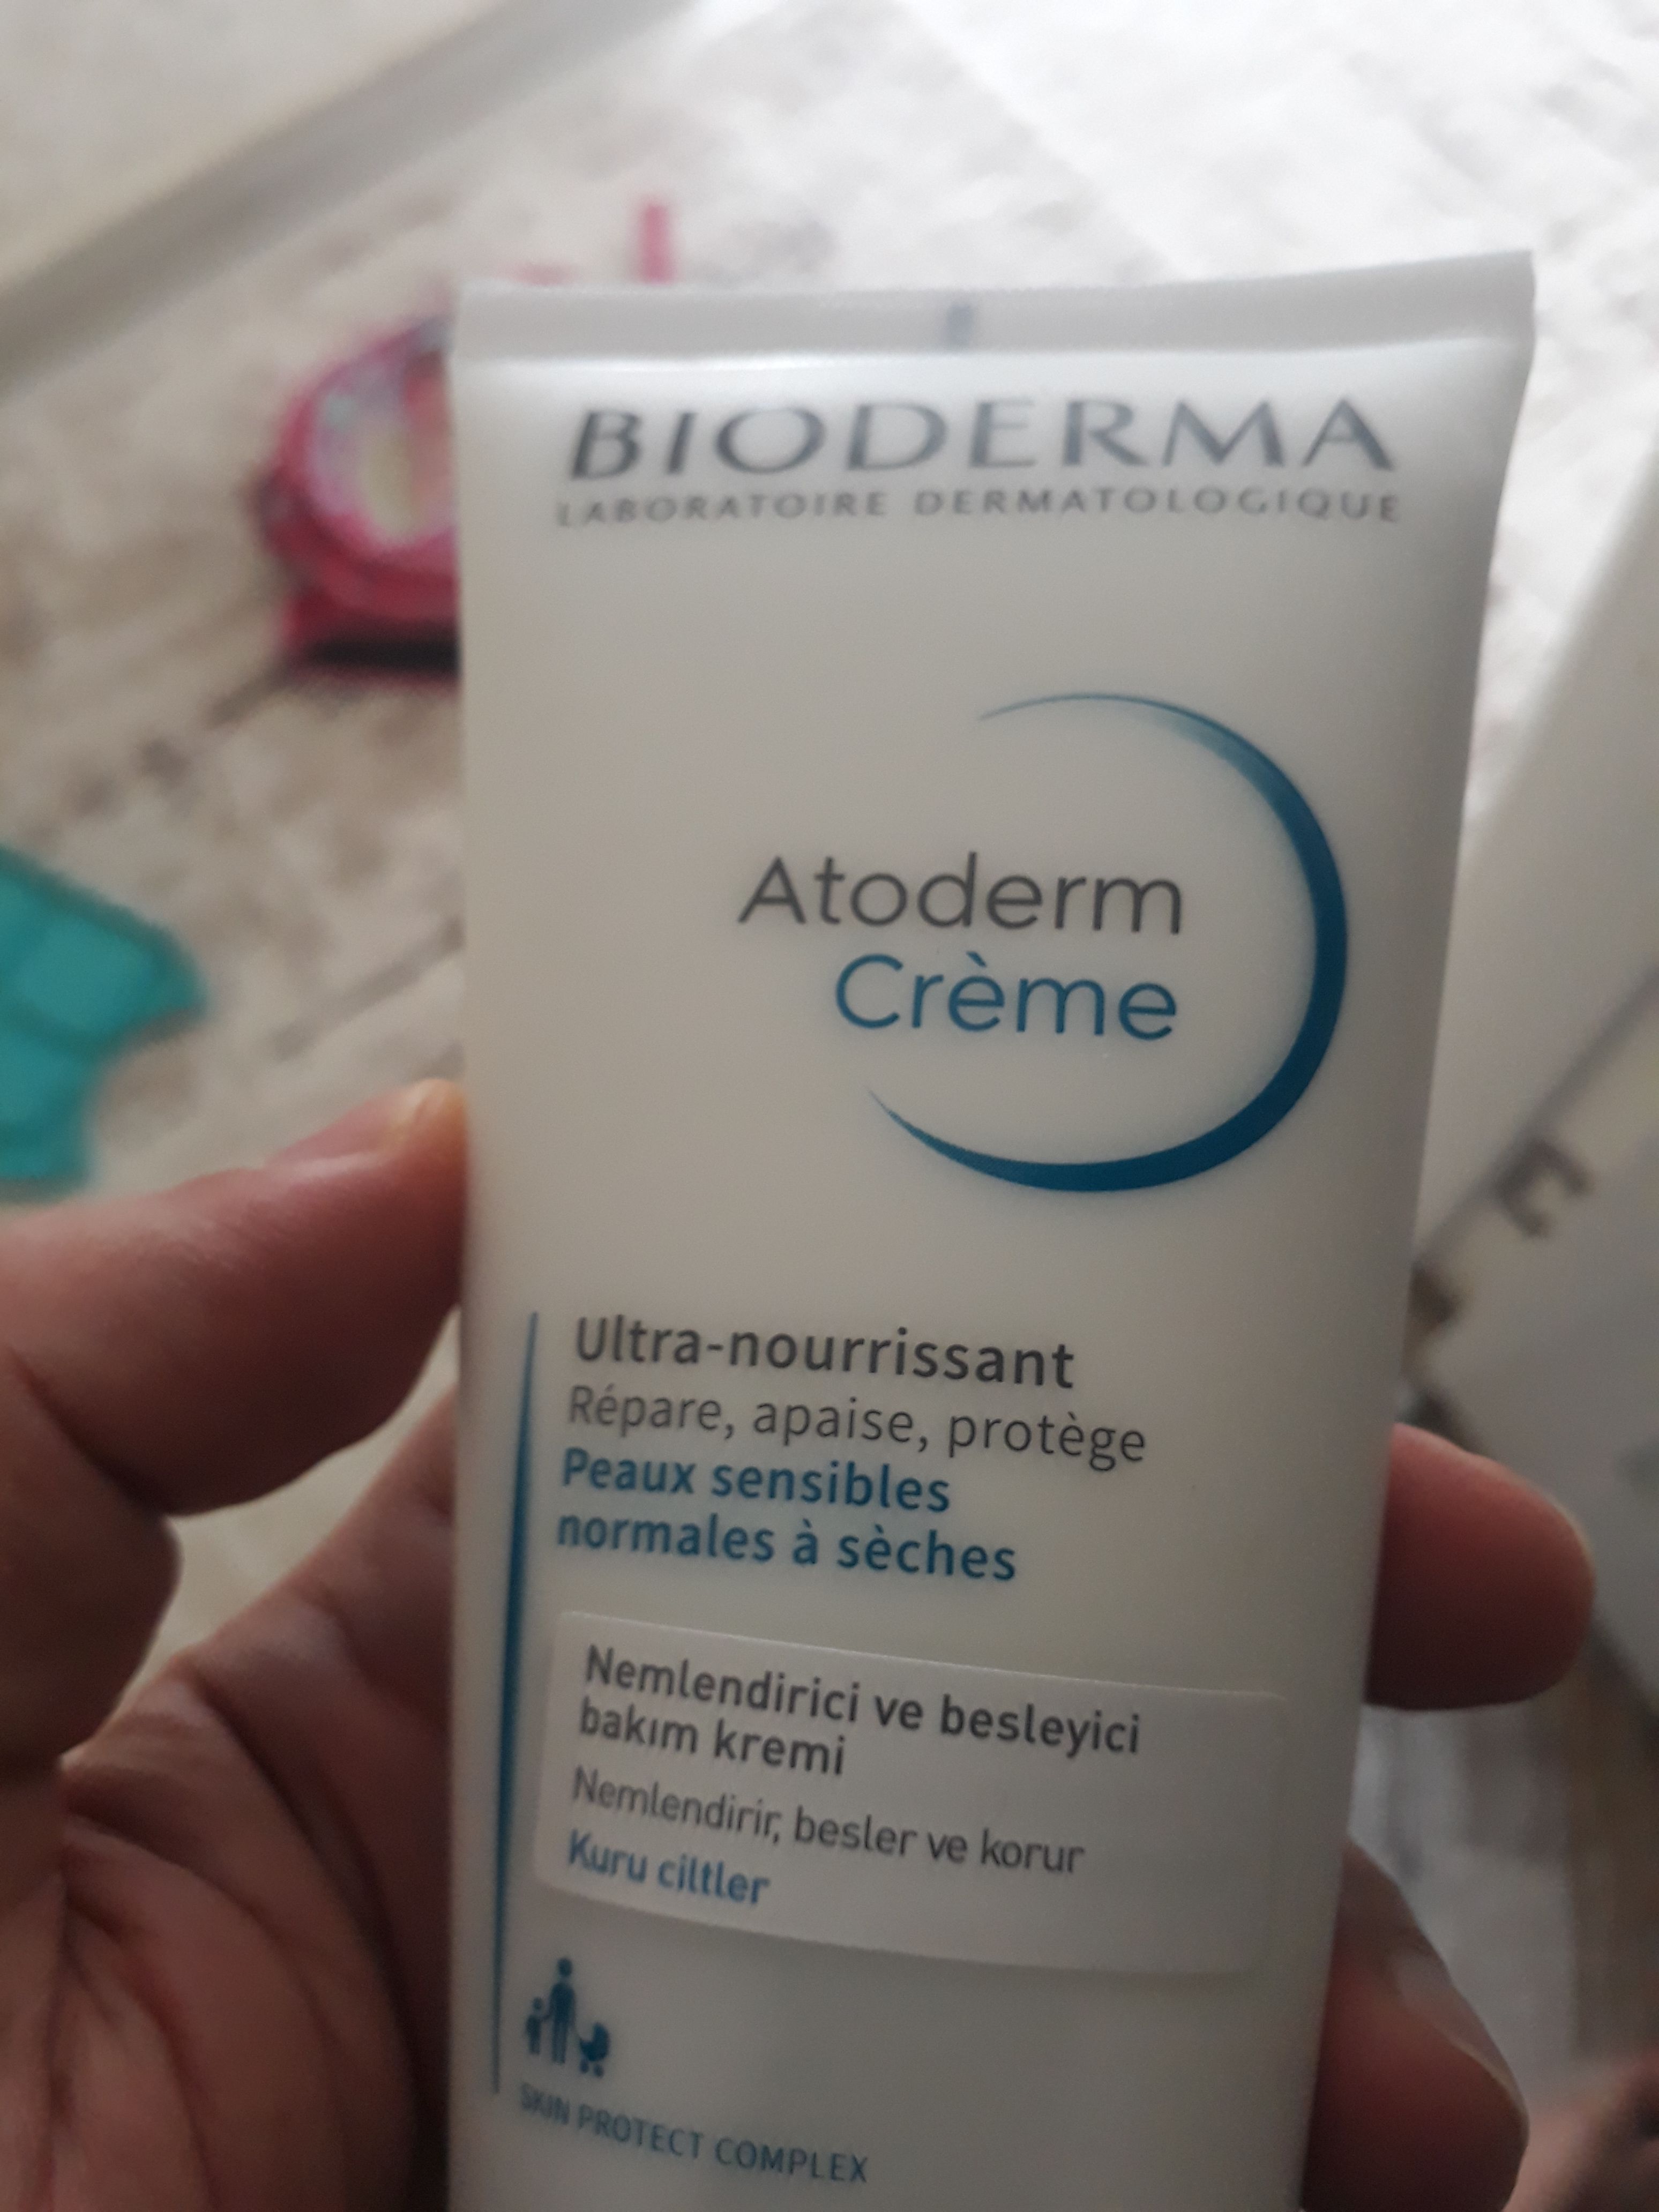 BIODERMA
LABORATOIRE DERMATOLOGIQUE
Atoderm
Crème
Ultra-nourrissant
Répare, apaise, protège
Peaux sensibles
normales à sèches
Nemlendirici ve besleyici
bakım kremi
Nemlendirir, besler ve korur
Kuru ciltler
SKIN PROTECT COMPLEX
E